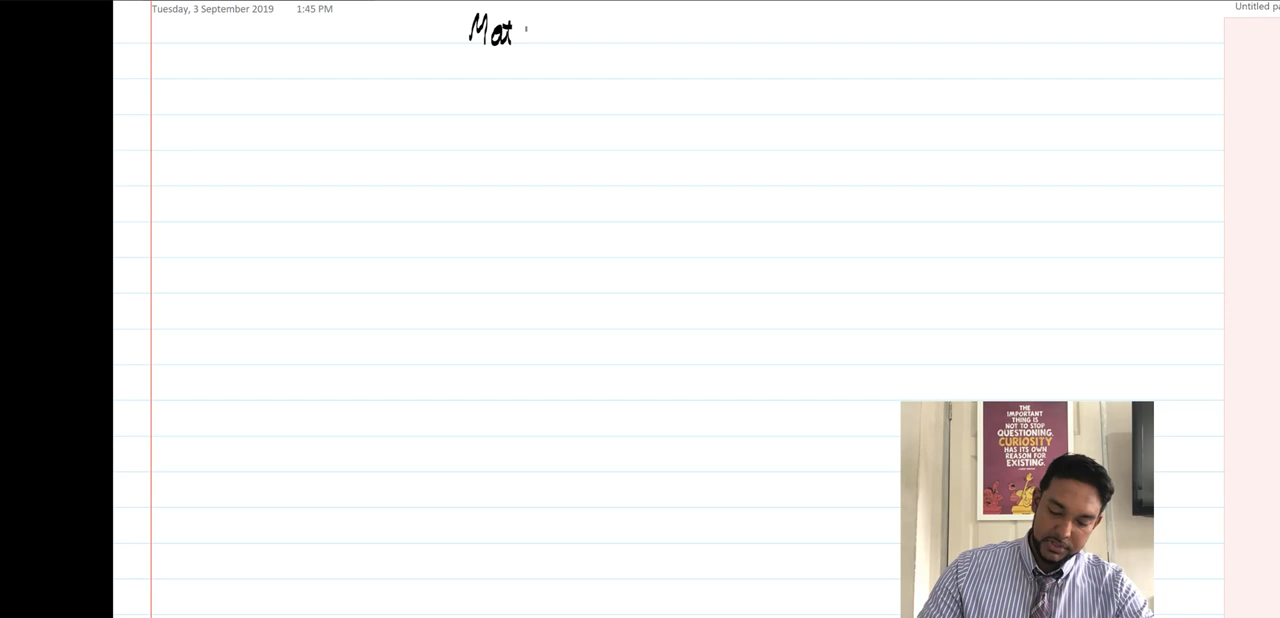 Tuesday, 3 September 2019 1:45 PM
Untitled pa
Mat
THE
IMPORTANT
THING IS
NOT TO STOP
QUESTIONING.
CURIOSITY
HAS ITS OWN
REASON FOR
EXISTING.